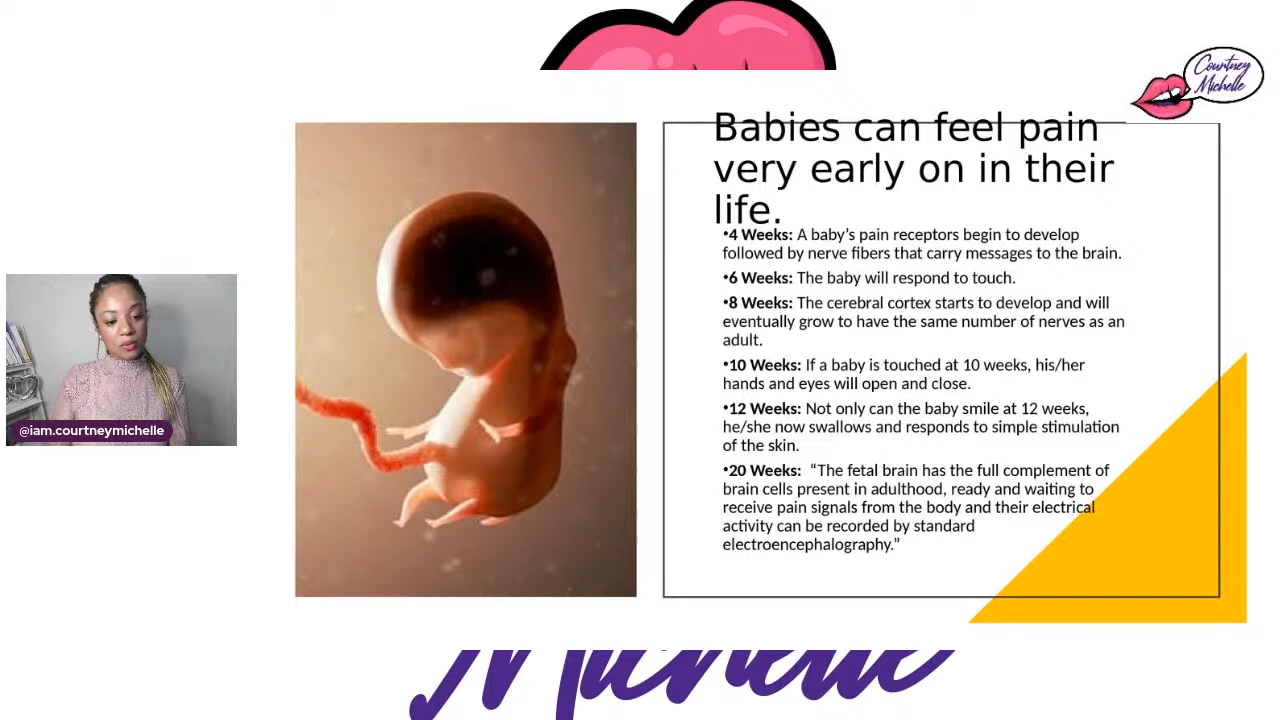 Courtney
Michelle
Babies can feel pain
very early on in their
life.
•4 Weeks: A baby’s pain receptors begin to develop
followed by nerve fibers that carry messages to the brain.
•6 Weeks: The baby will respond to touch.
•8 Weeks: The cerebral cortex starts to develop and will
eventually grow to have the same number of nerves as an
adult.
•10 Weeks: If a baby is touched at 10 weeks, his/her
hands and eyes will open and close.
•12 Weeks: Not only can the baby smile at 12 weeks,
he/she now swallows and responds to simple stimulation
of the skin.
•20 Weeks:  “The fetal brain has the full complement of
brain cells present in adulthood, ready and waiting to
receive pain signals from the body and their electrical
activity can be recorded by standard
electroencephalography.”
@iam.courtneymichelle
Michelle